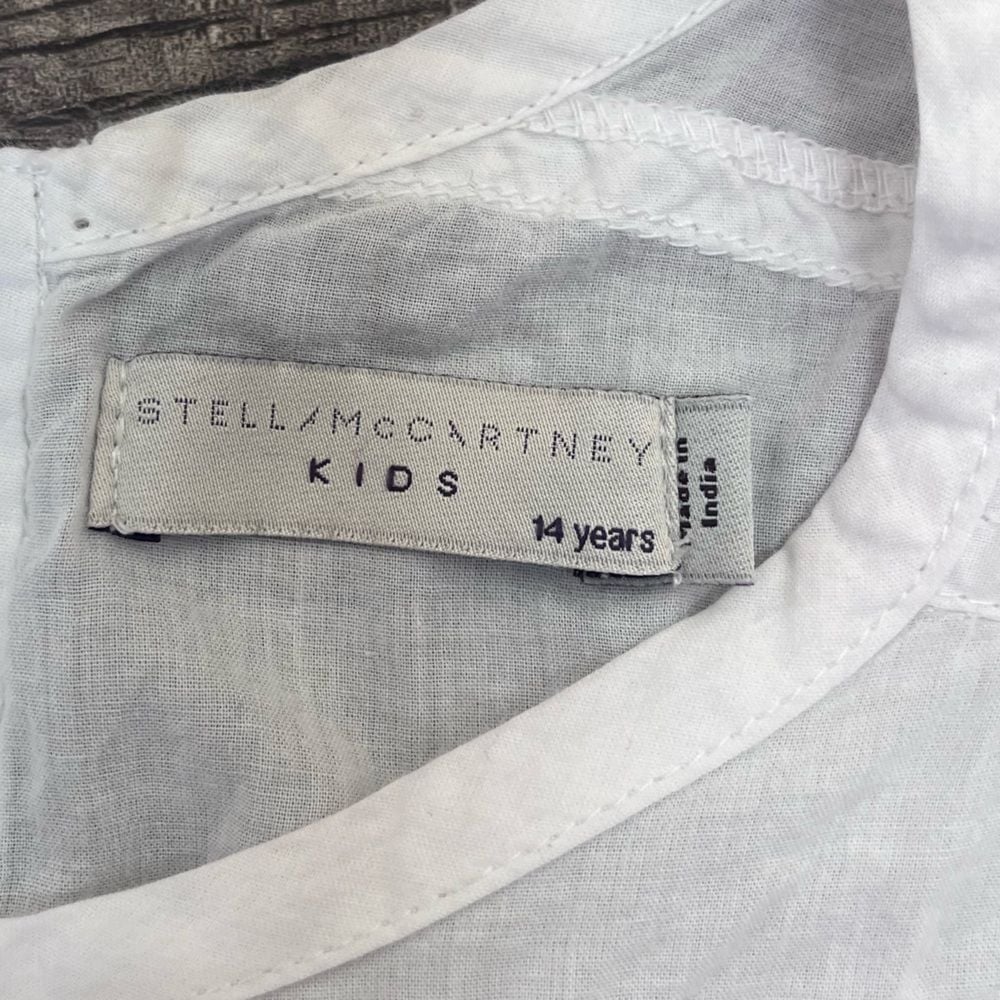 STELLA McCARTNEY
KIDS
14 years
Made in
India